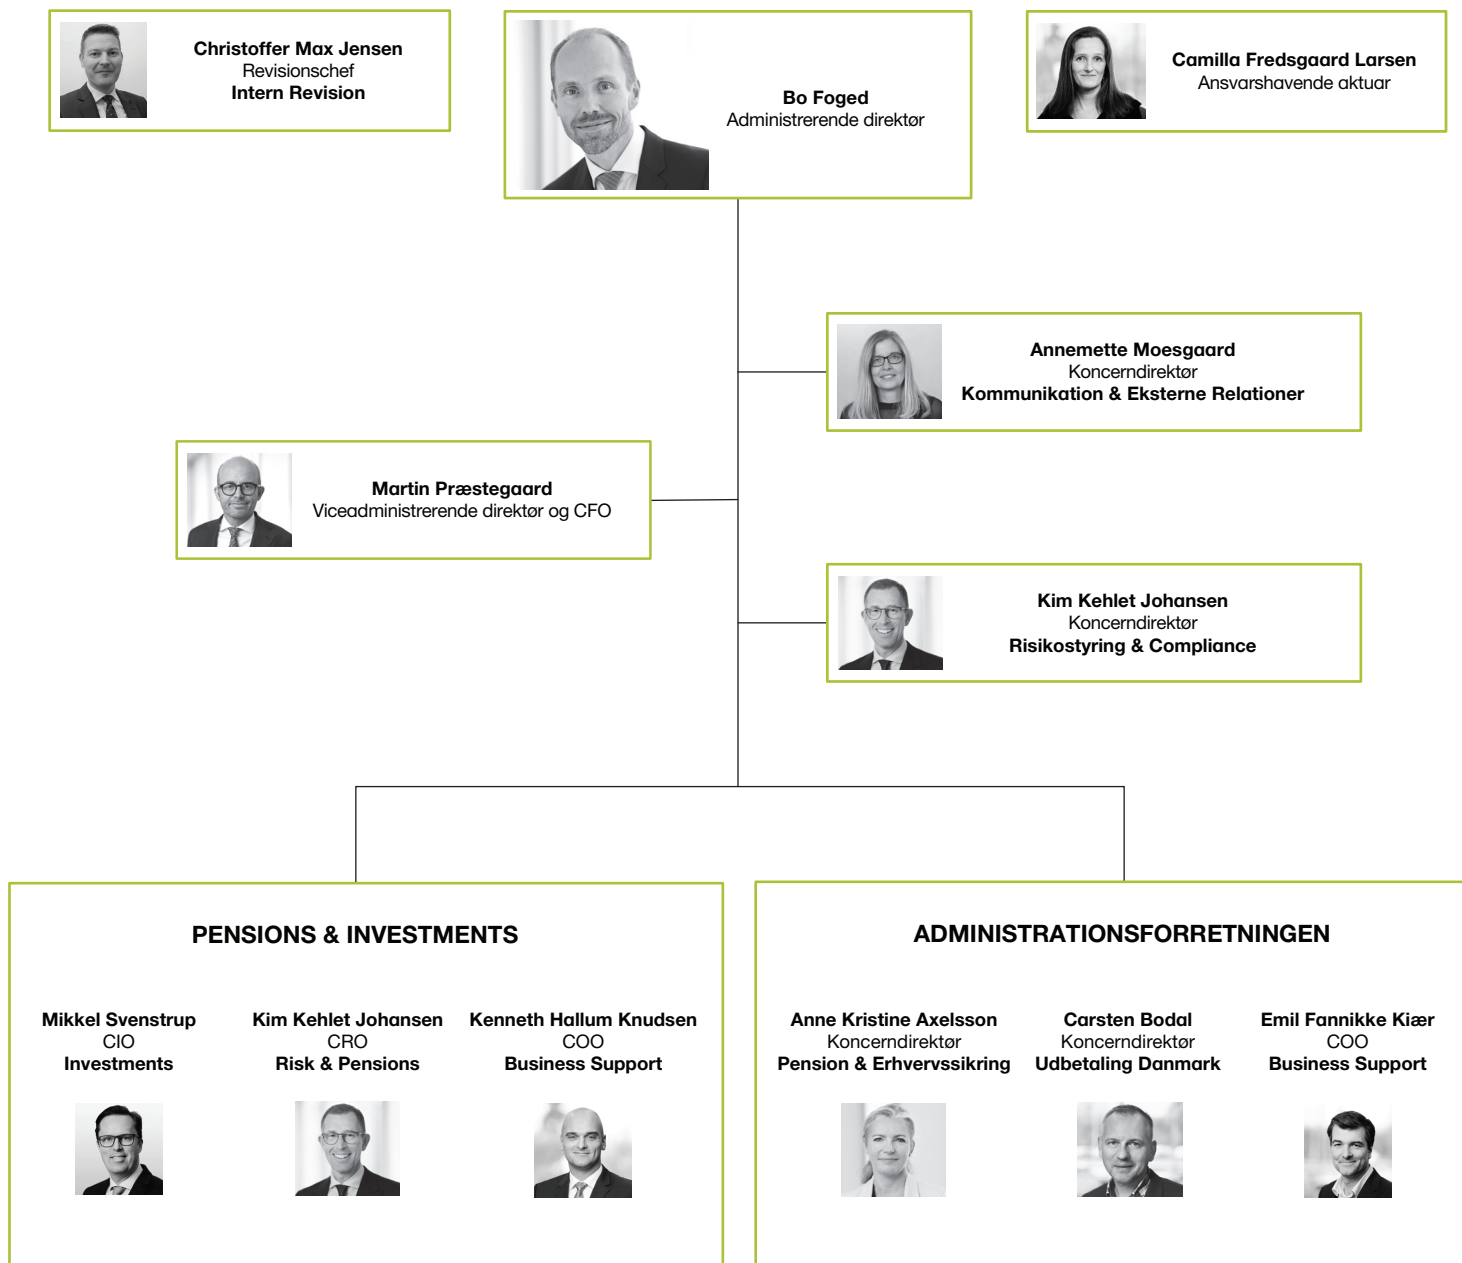 Christoffer Max Jensen
Revisionschef
Intern Revision
Bo Foged
Administrerende direktør
Camilla Fredsgaard Larsen
Ansvarshavende aktuar
Annemette Moesgaard
Koncerndirektør
Kommunikation & Eksterne Relationer
Martin Præstegaard
Viceadministrerende direktør og CFO
Kim Kehlet Johansen
Koncerndirektør
Risikostyring & Compliance
PENSIONS & INVESTMENTS
Mikkel Svenstrup
CIO
Investments
Kim Kehlet Johansen
CRO
Risk & Pensions
Kenneth Hallum Knudsen
COO
Business Support
ADMINISTRATIONSFORRETNINGEN
Anne Kristine Axelsson
Koncerndirektør
Pension & Erhvervssikring
Carsten Bodal
Koncerndirektør
Udbetaling Danmark
Emil Fannikke Kiær
COO
Business Support